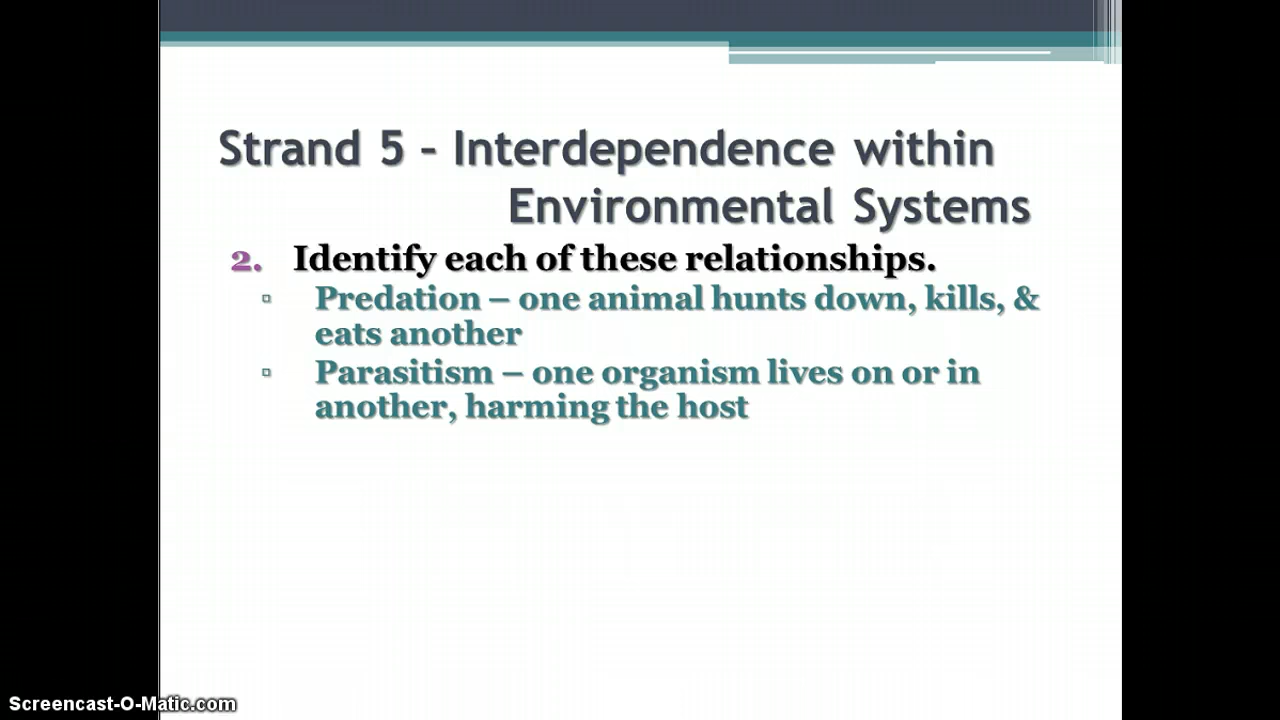 Strand 5 – Interdependence within
Environmental Systems
2. Identify each of these relationships.
▫ Predation – one animal hunts down, kills, &
eats another
▫ Parasitism – one organism lives on or in
another, harming the host
Screencast-O-Matic.com